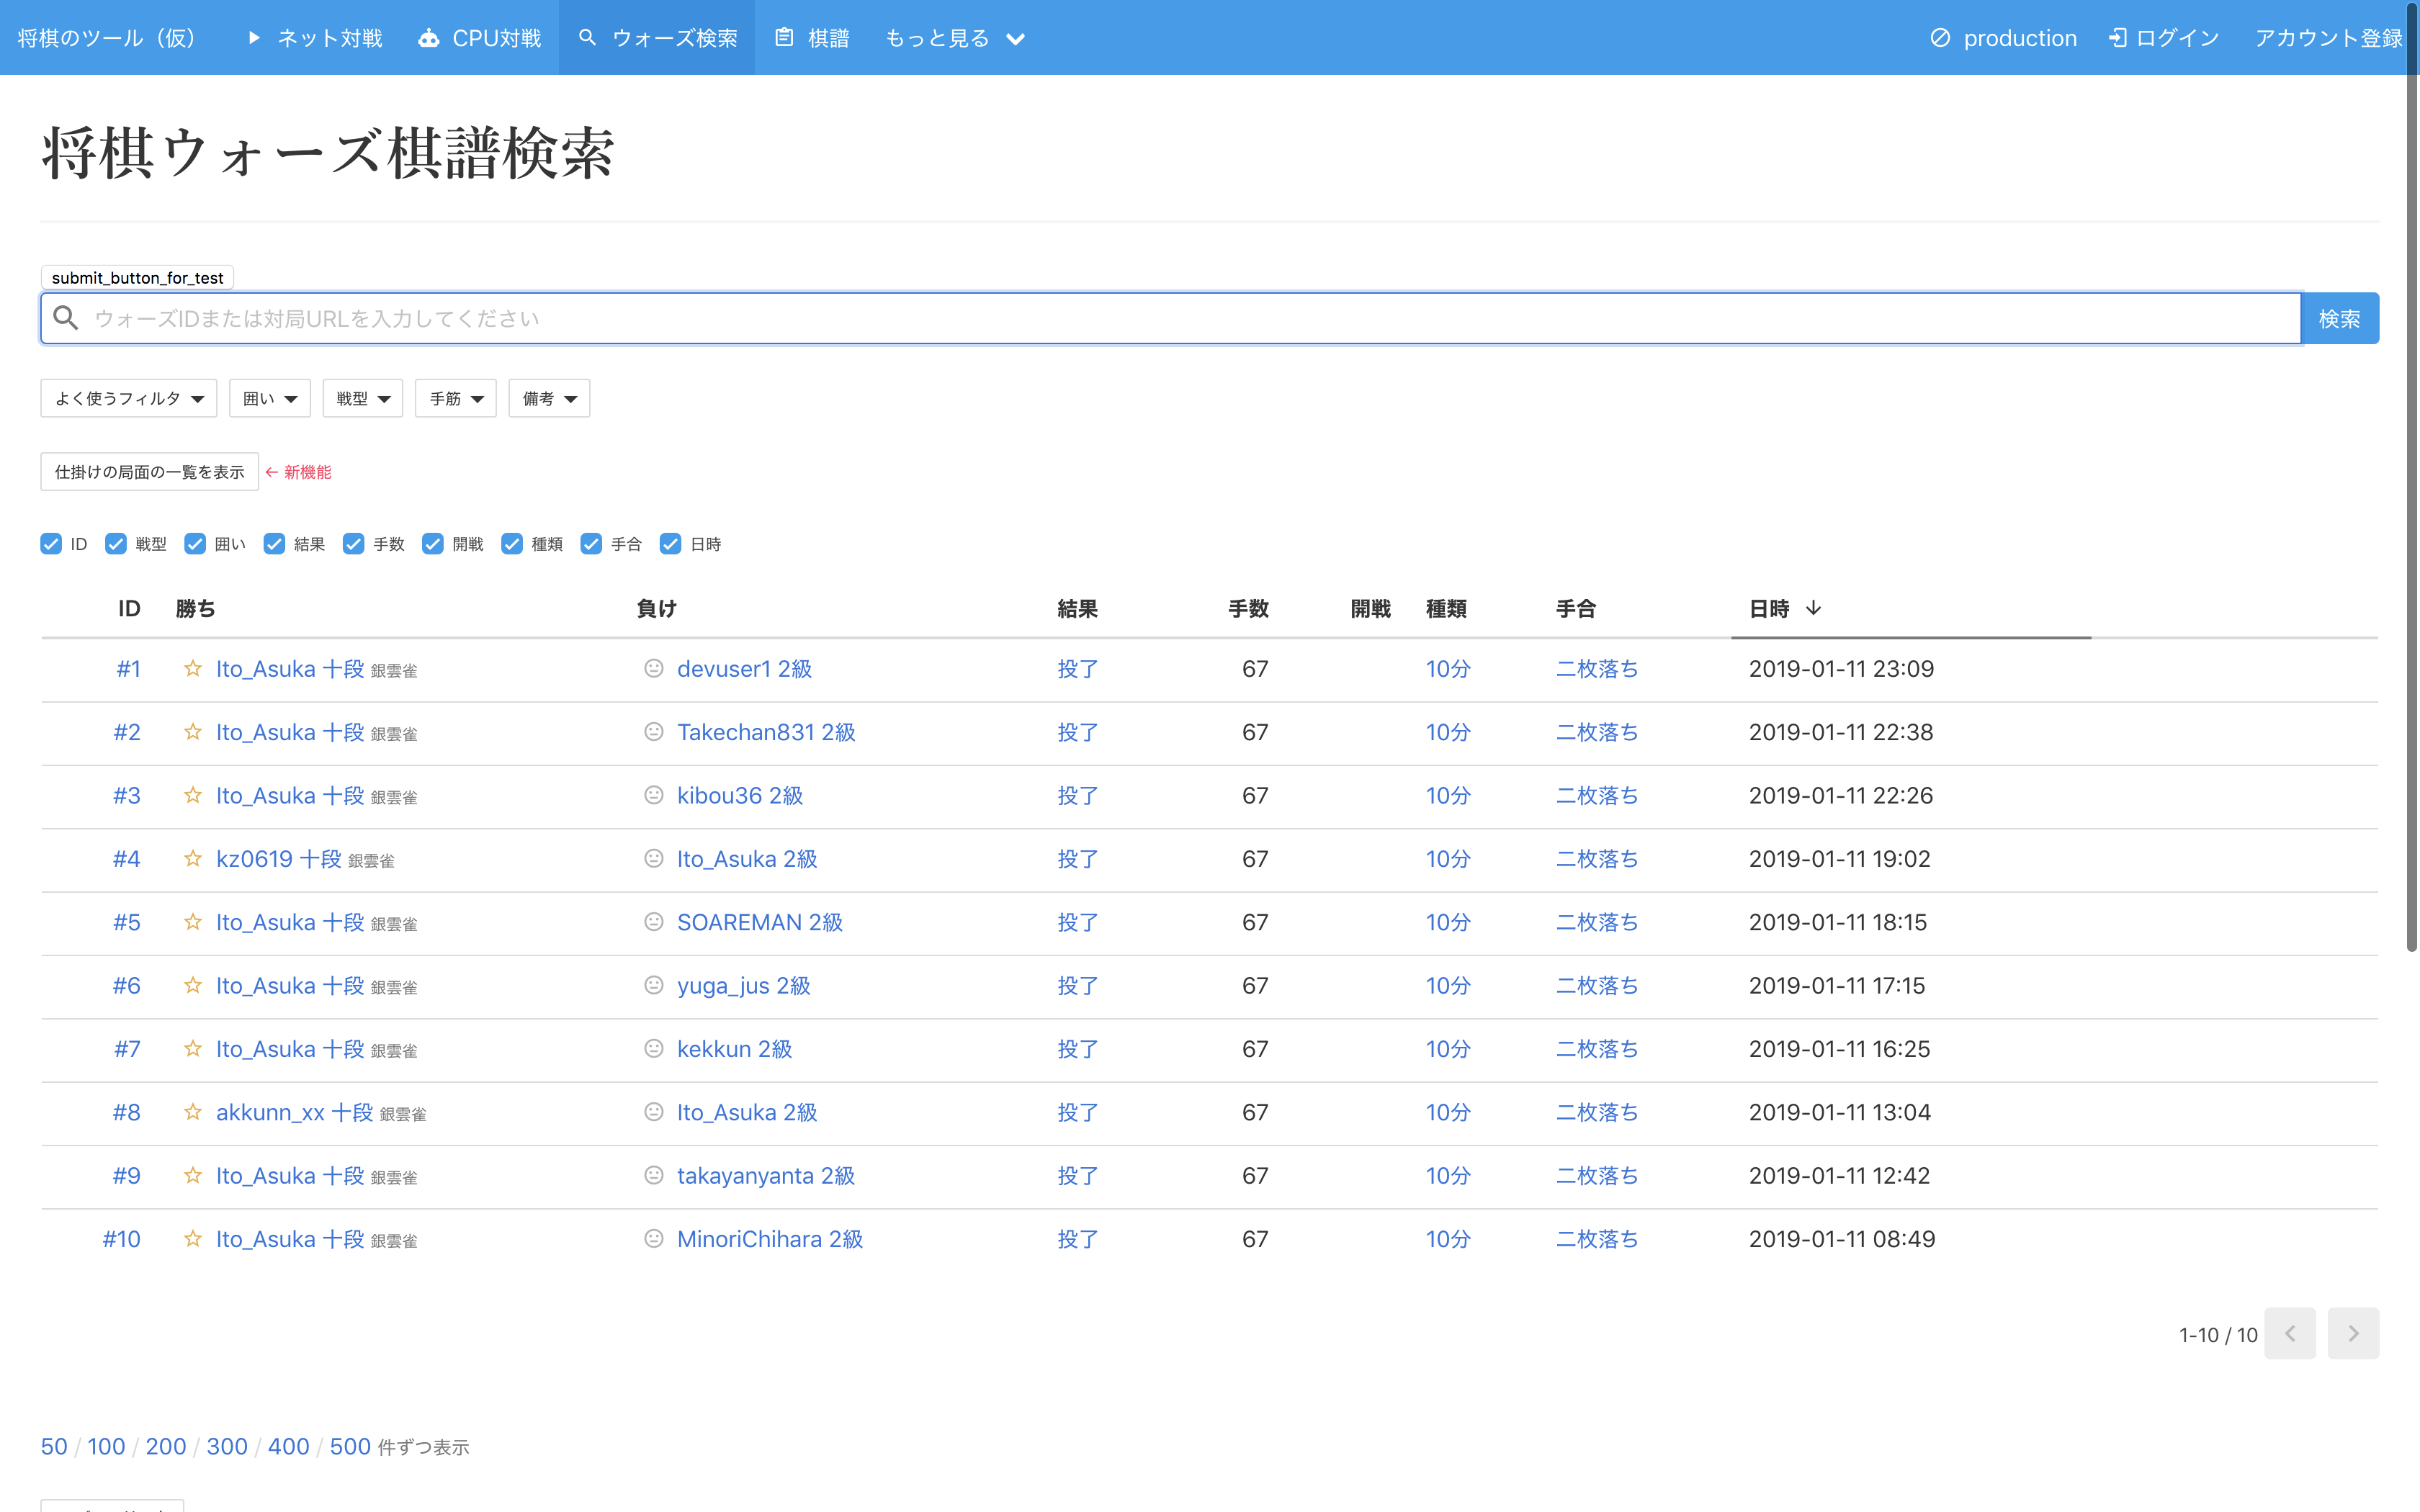 将棋のツール（仮） ネット対戦 CPU対戦 ウォーズ検索 棋譜 もっと見る production ログイン アカウント登録
将棋ウォーズ棋譜検索
submit_button_for_test
ウォーズIDまたは対局URLを入力してください 検索
よく使うフィルタ 囲い 戦型 手筋 備考
仕掛けの局面の一覧を表示 ← 新機能
ID 戦型 囲い 結果 手数 開戦 種類 手合 日時
ID 勝ち 負け 結果 手数 開戦 種類 手合 日時
#1 Ito_Asuka 十段 銀雲雀 devuser1 2級 投了 67 10分 二枚落ち 2019-01-11 23:09
#2 Ito_Asuka 十段 銀雲雀 Takechan831 2級 投了 67 10分 二枚落ち 2019-01-11 22:38
#3 Ito_Asuka 十段 銀雲雀 kibou36 2級 投了 67 10分 二枚落ち 2019-01-11 22:26
#4 kz0619 十段 銀雲雀 Ito_Asuka 2級 投了 67 10分 二枚落ち 2019-01-11 19:02
#5 Ito_Asuka 十段 銀雲雀 SOAREMAN 2級 投了 67 10分 二枚落ち 2019-01-11 18:15
#6 Ito_Asuka 十段 銀雲雀 yuga_jus 2級 投了 67 10分 二枚落ち 2019-01-11 17:15
#7 Ito_Asuka 十段 銀雲雀 kekkun 2級 投了 67 10分 二枚落ち 2019-01-11 16:25
#8 akkunn_xx 十段 銀雲雀 Ito_Asuka 2級 投了 67 10分 二枚落ち 2019-01-11 13:04
#9 Ito_Asuka 十段 銀雲雀 takayanyanta 2級 投了 67 10分 二枚落ち 2019-01-11 12:42
#10 Ito_Asuka 十段 銀雲雀 MinoriChihara 2級 投了 67 10分 二枚落ち 2019-01-11 08:49
1-10 / 10
50 / 100 / 200 / 300 / 400 / 500 件ずつ表示